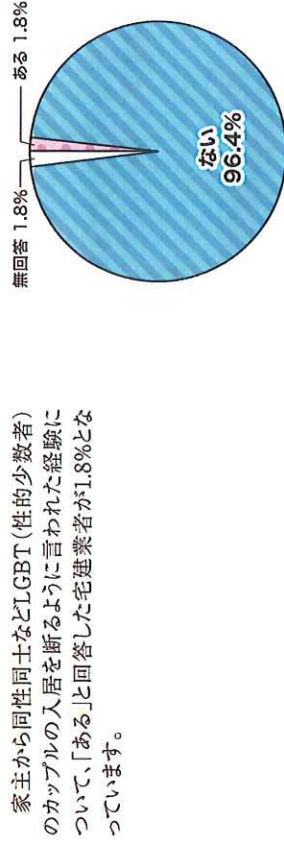 家主から同性同士などLGBT(性的少数者)
のカップルの入居を断るように言われた経験に
ついて、「ある」と回答した宅建業者が1.8%とな
っています。
無回答 1.8%
ある 1.8%
ない
96.4%